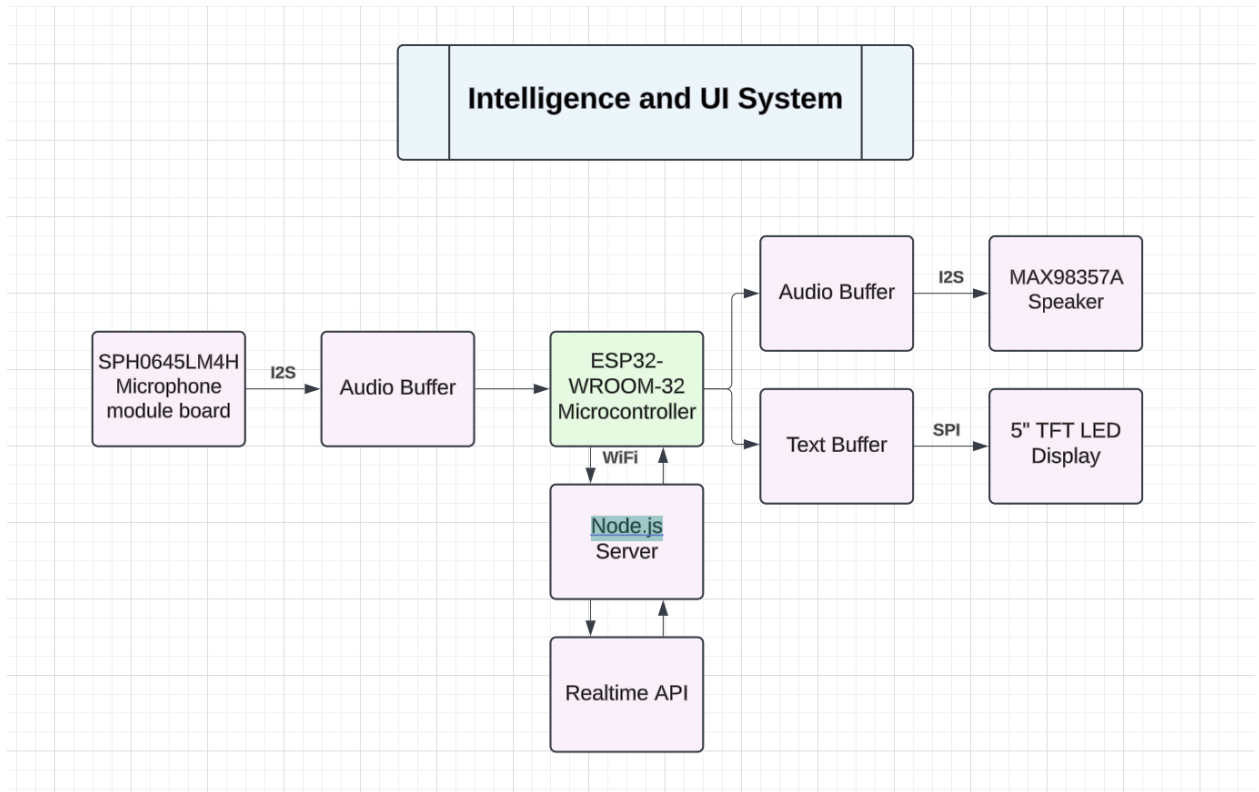 Intelligence and UI System
SPH0645LM4H
Microphone
module board
I2S
Audio Buffer
ESP32-
WROOM-32
Microcontroller
Audio Buffer
I2S
MAX98357A
Speaker
Text Buffer
SPI
5" TFT LED
Display
WiFi
Node.js
Server
Realtime API